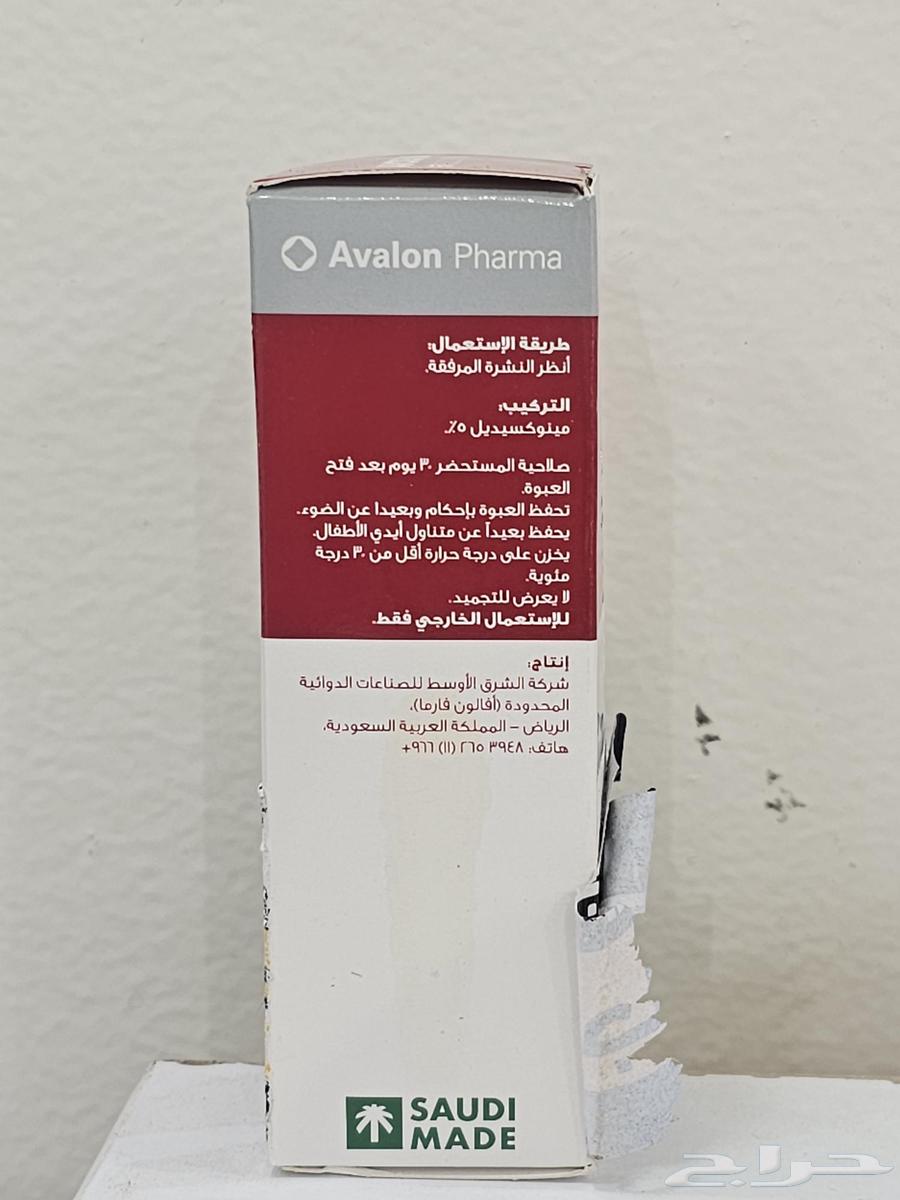 Avalon Pharma
طريقة الإستعمال:
أنظر النشرة المرفقة.
التركيب:
مينوكسيديل ٥٪.
صلاحية المستحضر ٣٠ يوم بعد فتح
العبوة.
تحفظ العبوة بإحكام وبعيدا عن الضوء.
يحفظ بعيداً عن متناول أيدي الأطفال.
يخزن على درجة حرارة أقل من ٣٠ درجة
مئوية.
لا يعرض للتجميد.
للإستعمال الخارجي فقط.
إنتاج:
شركة الشرق الأوسط للصناعات الدوائية
المحدودة (أفالون فارما)،
الرياض – المملكة العربية السعودية،
هاتف: ٣٩٤٨ ٢٦٥ (١١) ٩٦٦+
SAUDI
MADE
حراج